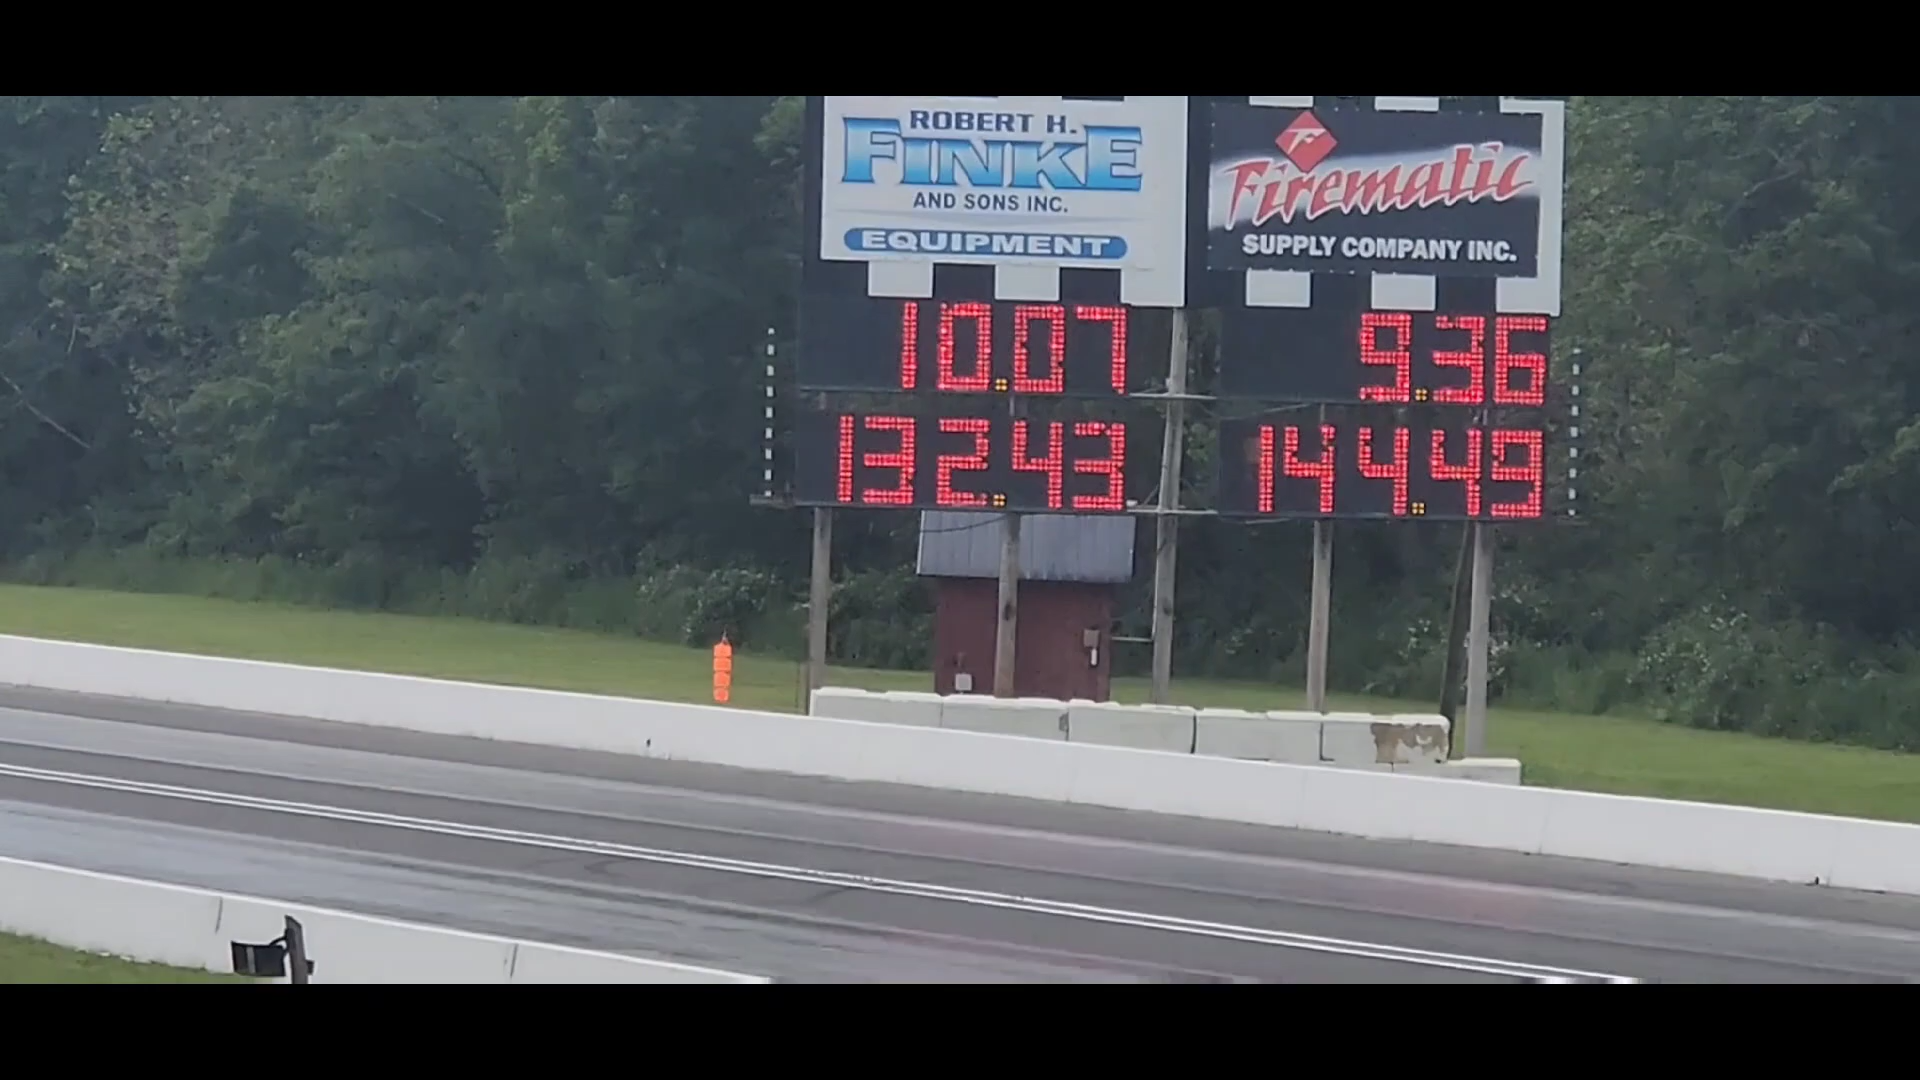 ROBERT H.
FINKE
AND SONS INC.
EQUIPMENT
Firematic
SUPPLY COMPANY INC.
10.07
132.43
9.36
144.49